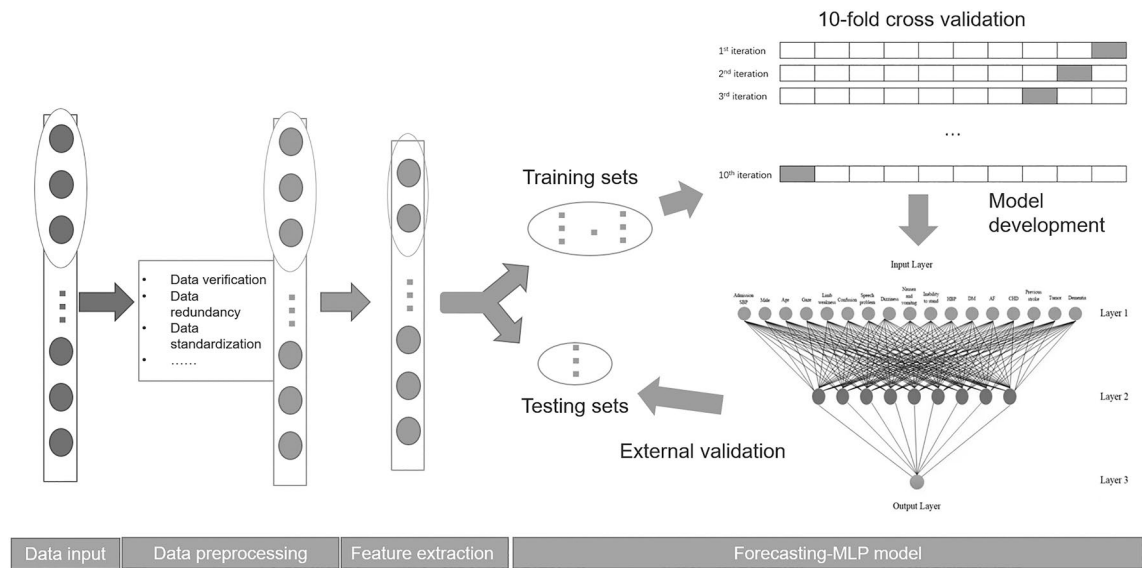 10-fold cross validation
1st iteration
2nd iteration
3rd iteration
...
10th iteration
Training sets
Model
development
• Data verification
• Data
redundancy
• Data
standardization
• ......
Input Layer
Admission
SBP
Male
Age
Gaze
Limb
weakness
Confusion
Speech
problem
Dizziness
Nausea
and
vomiting
Inability
to stand
HBP
DM
AF
CHD
Previous
stroke
Tumor
Dementia
Layer 1
Layer 2
Testing sets
External validation
Layer 3
Output Layer
Data input
Data preprocessing
Feature extraction
Forecasting-MLP model